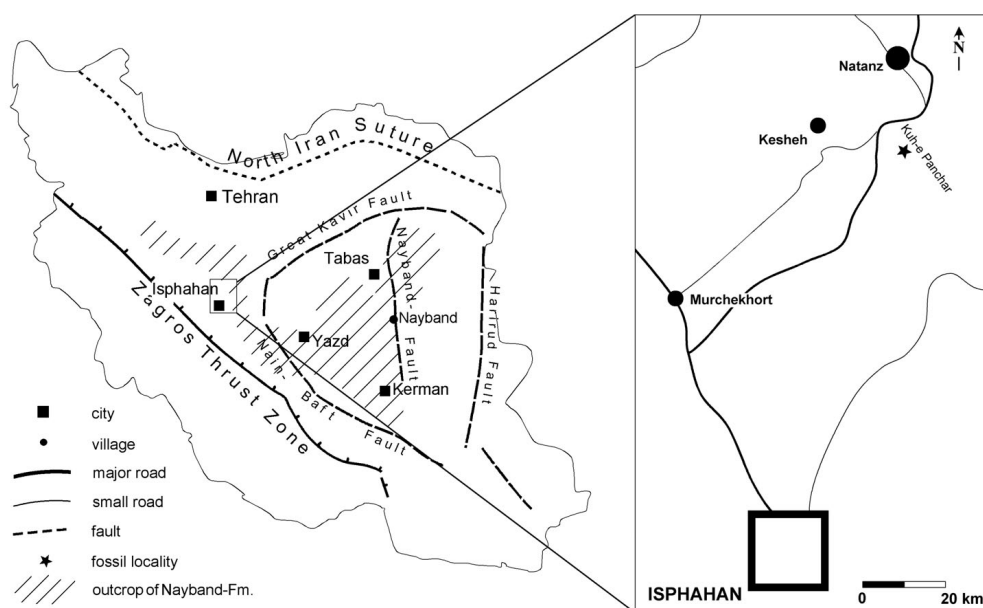 North Iran Suture
Tehran
Great Kavir Fault
Tabas
Nayband-
Fault
Isphahan
Nayband
Harirud Fault
Yazd
Nain-
Baft
Fault
Kerman
Zagros Thrust Zone
city
village
major road
small road
fault
fossil locality
outcrop of Nayband-Fm.
N
Natanz
Kesheh
Kuh-e Panchar
Murchekhort
ISPHAHAN
0 20 km